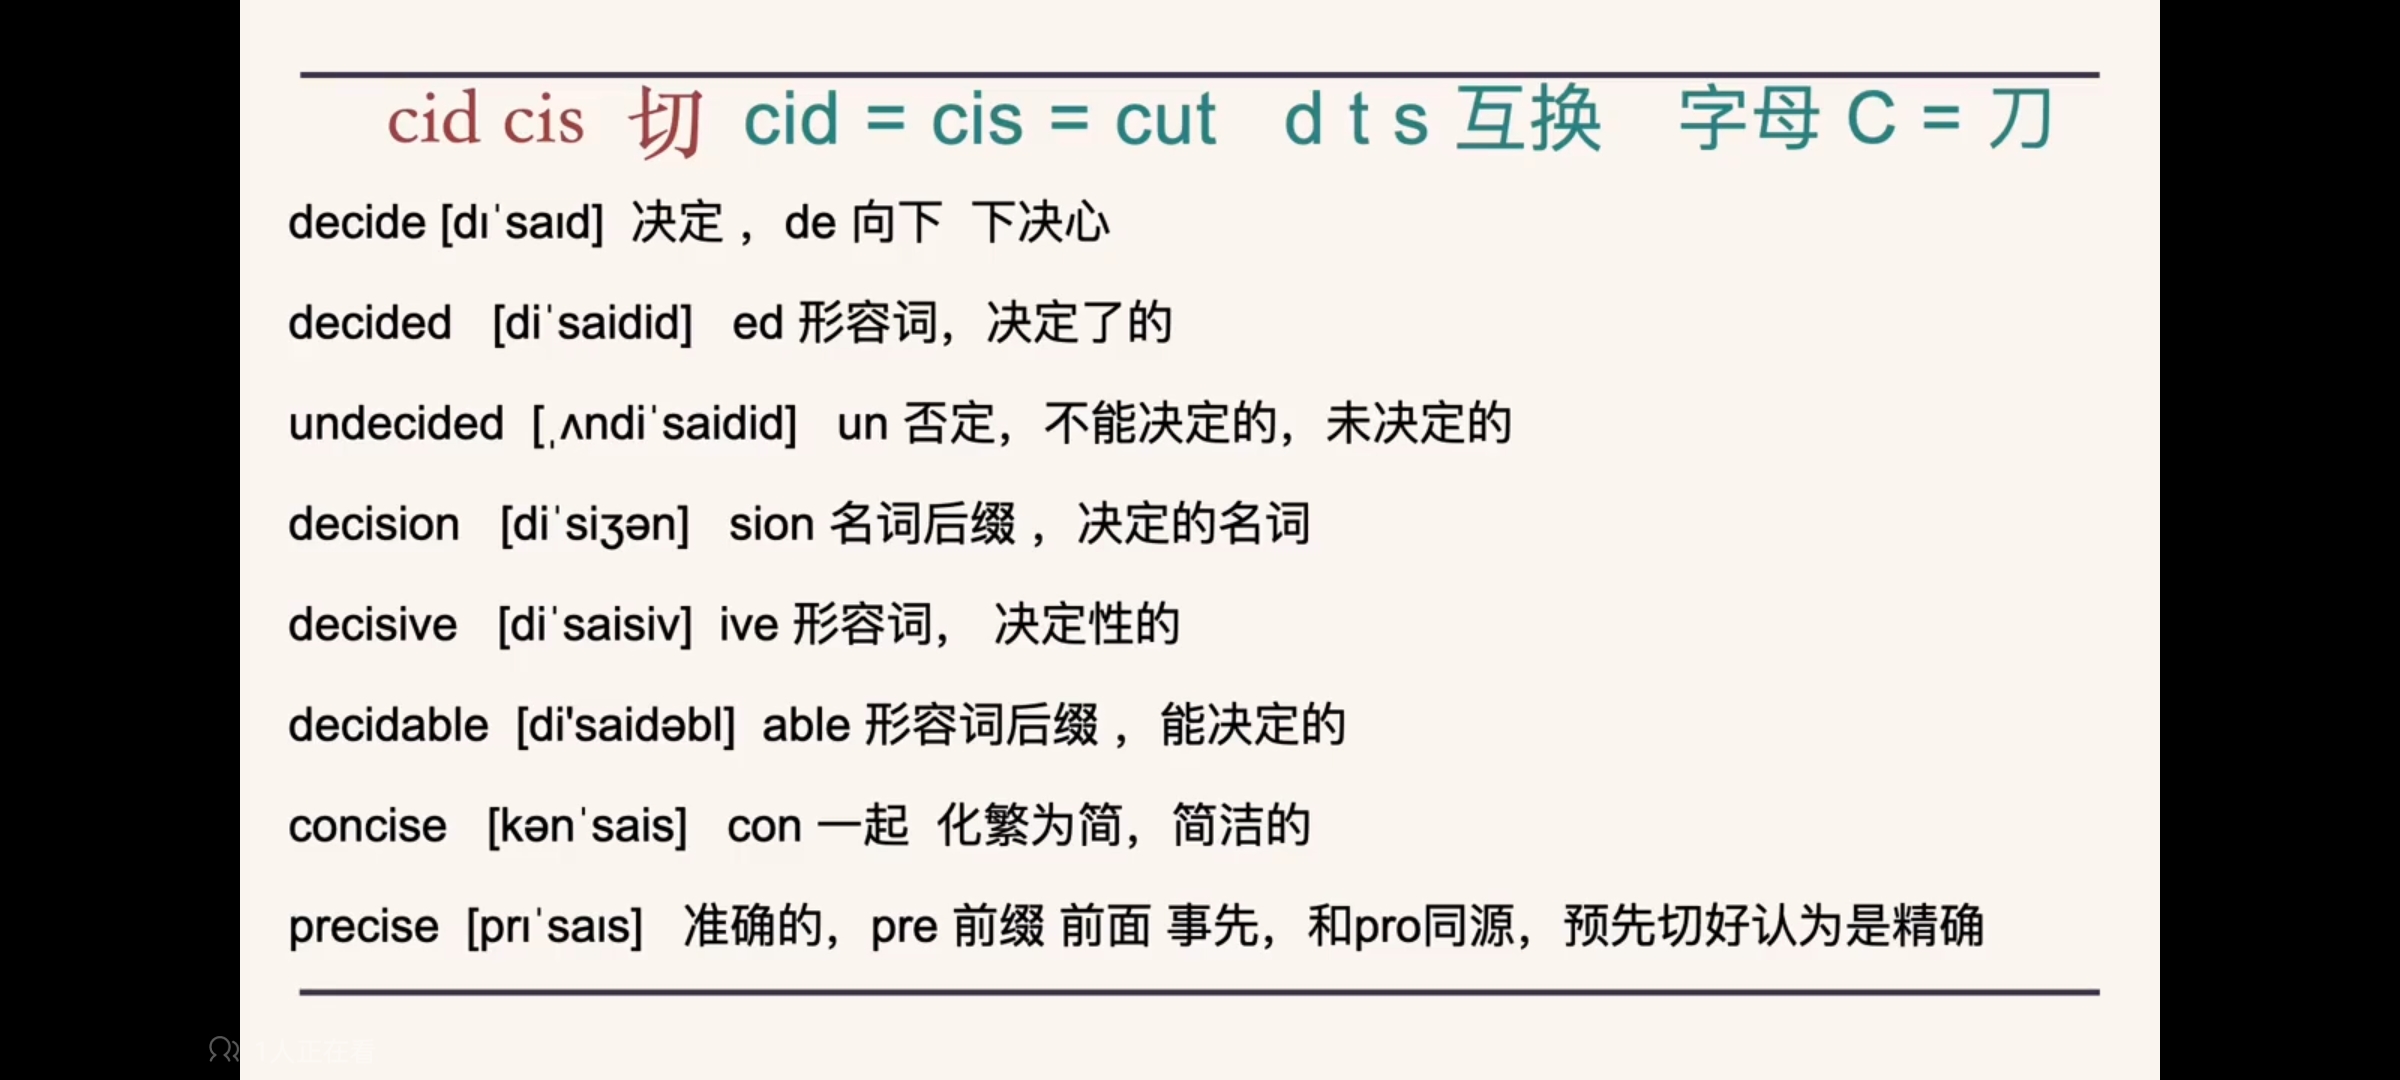 cid cis 切 cid = cis = cut d t s 互换 字母 C = 刀
decide [dɪˈsaɪd] 决定 ，de 向下 下决心
decided [diˈsaidid] ed 形容词，决定了的
undecided [ˌʌndiˈsaidid] un 否定，不能决定的，未决定的
decision [diˈsiʒən] sion 名词后缀 ，决定的名词
decisive [diˈsaisiv] ive 形容词， 决定性的
decidable [di'saidəbl] able 形容词后缀 ，能决定的
concise [kənˈsais] con 一起 化繁为简，简洁的
precise [prɪˈsaɪs] 准确的，pre 前缀 前面 事先，和pro同源，预先切好认为是精确
1人正在看